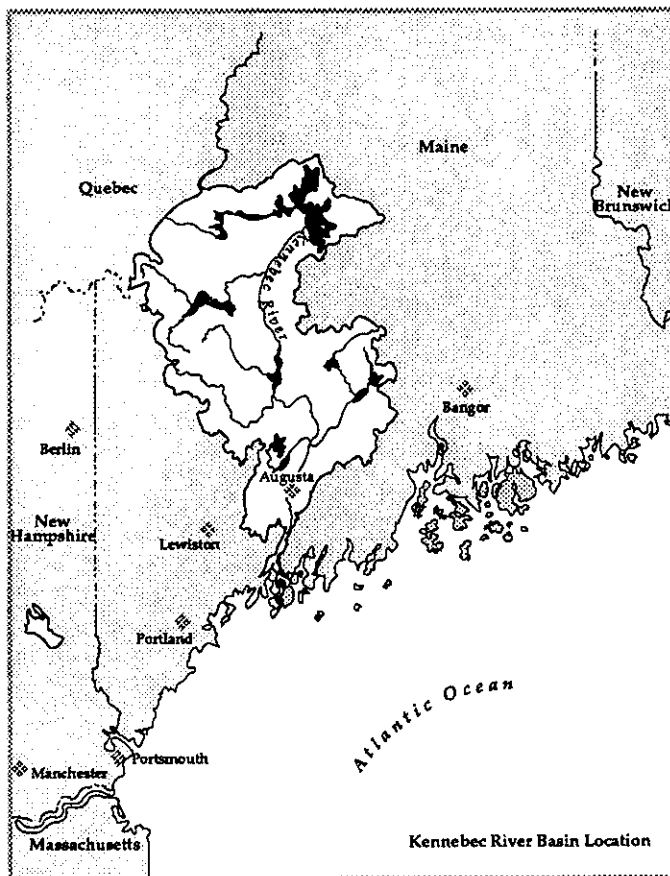 Maine
Quebec
New
Brunswick
Kennebec River
Bangor
Berlin
Augusta
New
Hampshire
Lewiston
Portland
Atlantic Ocean
Portsmouth
Manchester
Massachusetts
Kennebec River Basin Location